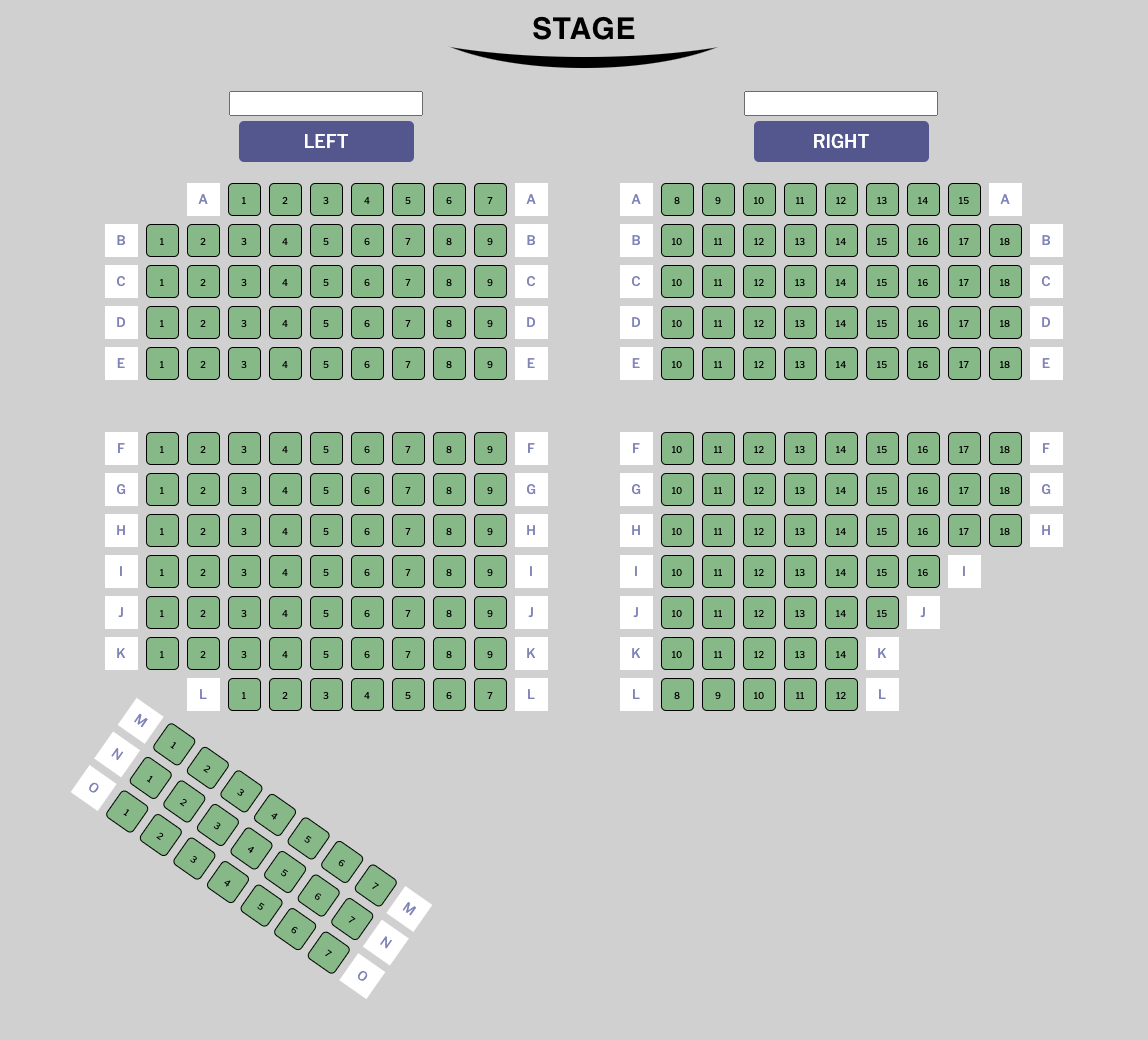 STAGE
LEFT RIGHT
A 1 2 3 4 5 6 7 A A 8 9 10 11 12 13 14 15 A
B 1 2 3 4 5 6 7 8 9 B B 10 11 12 13 14 15 16 17 18 B
C 1 2 3 4 5 6 7 8 9 C C 10 11 12 13 14 15 16 17 18 C
D 1 2 3 4 5 6 7 8 9 D D 10 11 12 13 14 15 16 17 18 D
E 1 2 3 4 5 6 7 8 9 E E 10 11 12 13 14 15 16 17 18 E
F 1 2 3 4 5 6 7 8 9 F F 10 11 12 13 14 15 16 17 18 F
G 1 2 3 4 5 6 7 8 9 G G 10 11 12 13 14 15 16 17 18 G
H 1 2 3 4 5 6 7 8 9 H H 10 11 12 13 14 15 16 17 18 H
I 1 2 3 4 5 6 7 8 9 I I 10 11 12 13 14 15 16 I
J 1 2 3 4 5 6 7 8 9 J J 10 11 12 13 14 15 J
K 1 2 3 4 5 6 7 8 9 K K 10 11 12 13 14 K
L 1 2 3 4 5 6 7 L L 8 9 10 11 12 L
M 1 2 3 4 5 6 7 M
N 1 2 3 4 5 6 7 N
O 1 2 3 4 5 6 7 O